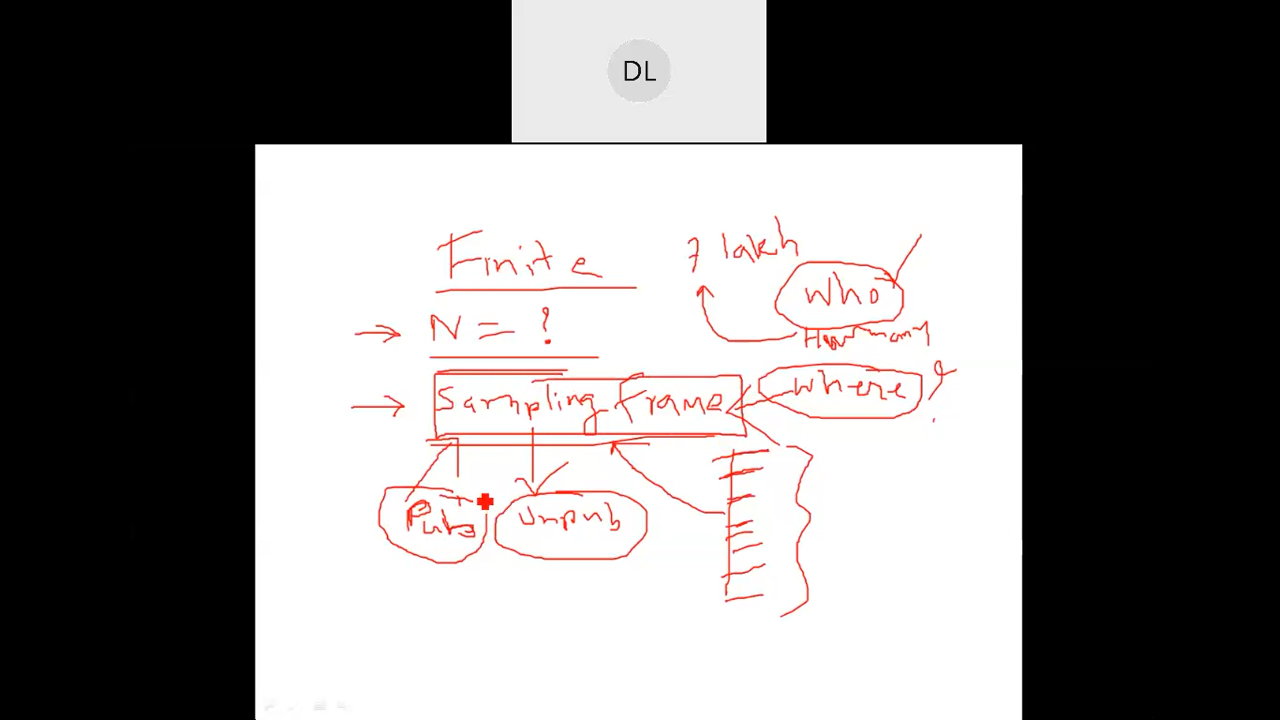 DL
Finite
7 lakh
Who
N = ?
How many
Sampling Frame
Where ?
Pub
Unpub